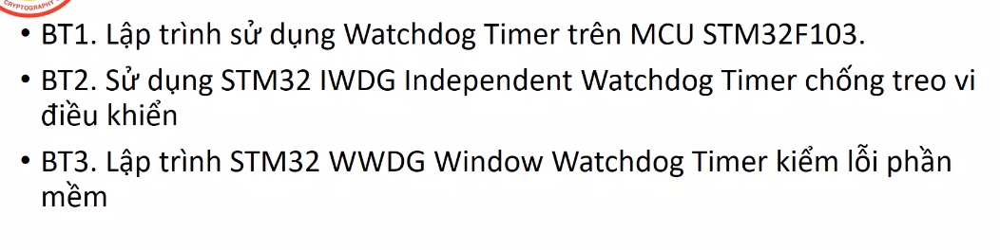 CRYPTOGRAPHY
• BT1. Lập trình sử dụng Watchdog Timer trên MCU STM32F103.
• BT2. Sử dụng STM32 IWDG Independent Watchdog Timer chống treo vi
điều khiển
• BT3. Lập trình STM32 WWDG Window Watchdog Timer kiểm lỗi phần
mềm